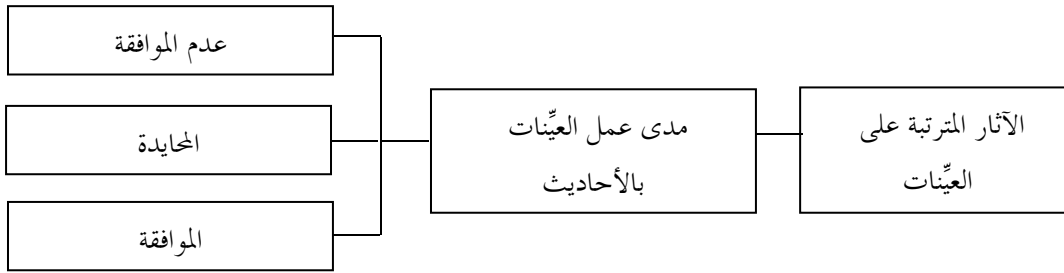 الآثار المترتبة على
العيِّنات
مدى عمل العيِّنات
بالأحاديث
عدم الموافقة
المحايدة
الموافقة